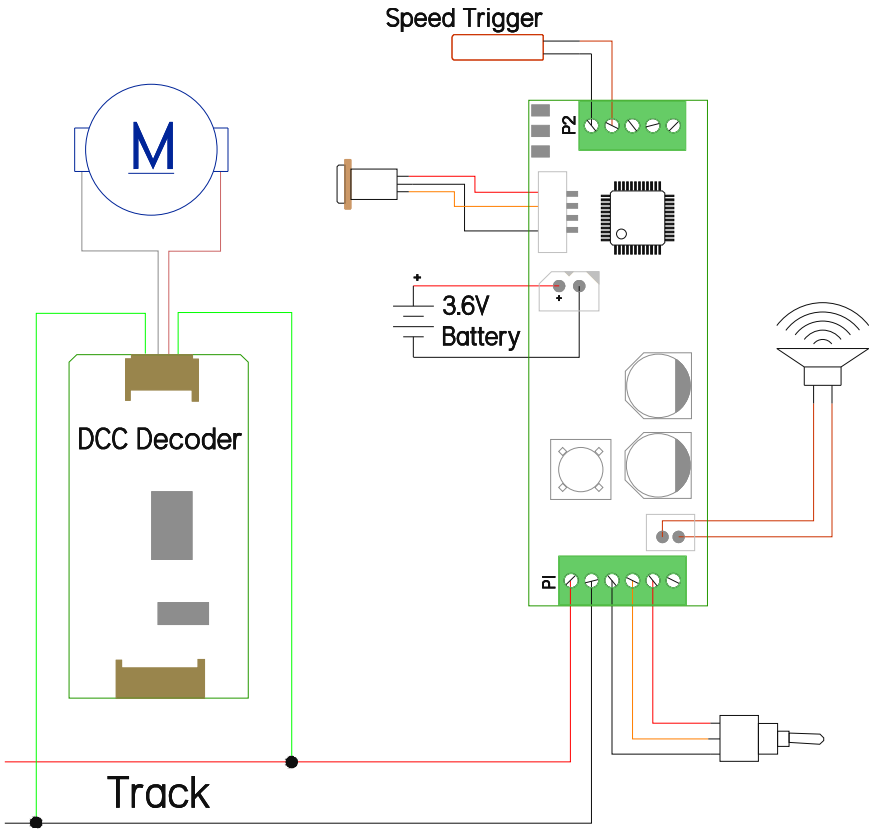 Speed Trigger
P2
M
+
3.6V
Battery
+
DCC Decoder
P1
Track